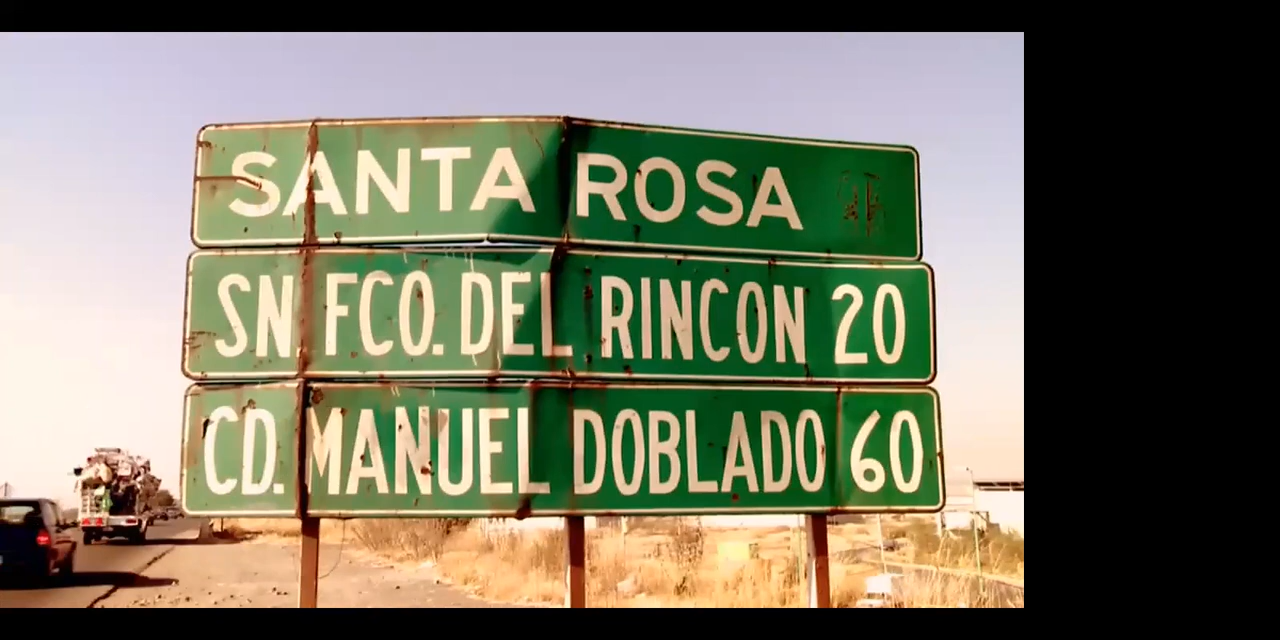 SANTA ROSA
SN. FCO. DEL RINCON 20
CD. MANUEL DOBLADO 60